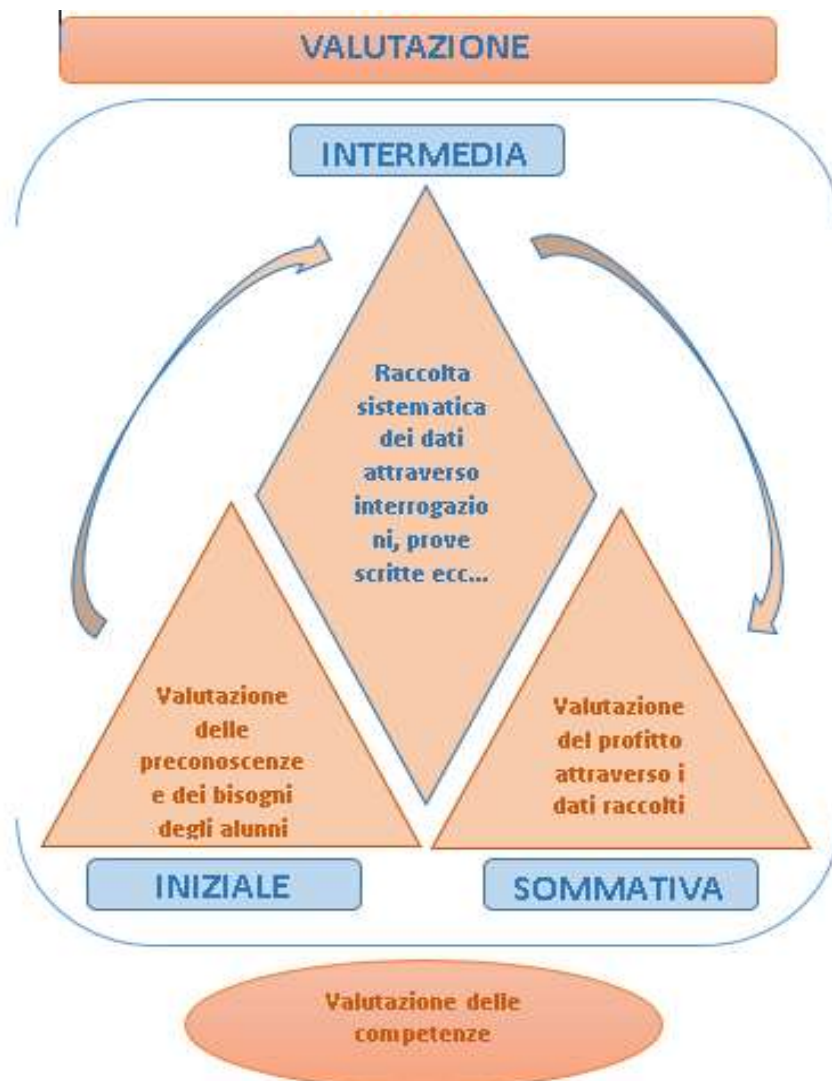 VALUTAZIONE
INTERMEDIA
Raccolta
sistematica
dei dati
attraverso
interrogazio
ni, prove
scritte ecc...
Valutazione
delle
preconoscenze
e dei bisogni
degli alunni
Valutazione
del profitto
attraverso i
dati raccolti
INIZIALE
SOMMATIVA
Valutazione delle
competenze